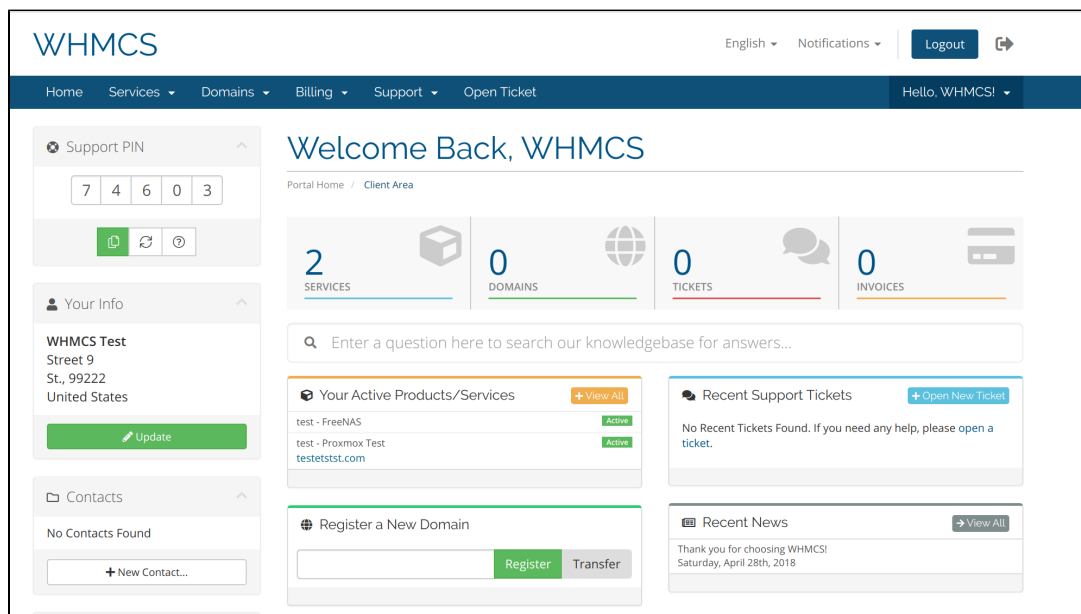 WHMCS
English
Notifications
Logout
Home Services Domains Billing Support Open Ticket
Hello, WHMCS!
Support PIN
7 4 6 0 3
Your Info
WHMCS Test
Street 9
St., 99222
United States
Update
Contacts
No Contacts Found
New Contact...
Welcome Back, WHMCS
Portal Home / Client Area
2
SERVICES
0
DOMAINS
0
TICKETS
0
INVOICES
Enter a question here to search our knowledgebase for answers...
Your Active Products/Services
+ View All
test - FreeNAS
Active
test - Proxmox Test
Active
testetstst.com
Register a New Domain
Register
Transfer
Recent Support Tickets
+ Open New Ticket
No Recent Tickets Found. If you need any help, please open a
ticket.
Recent News
View All
Thank you for choosing WHMCS!
Saturday, April 28th, 2018